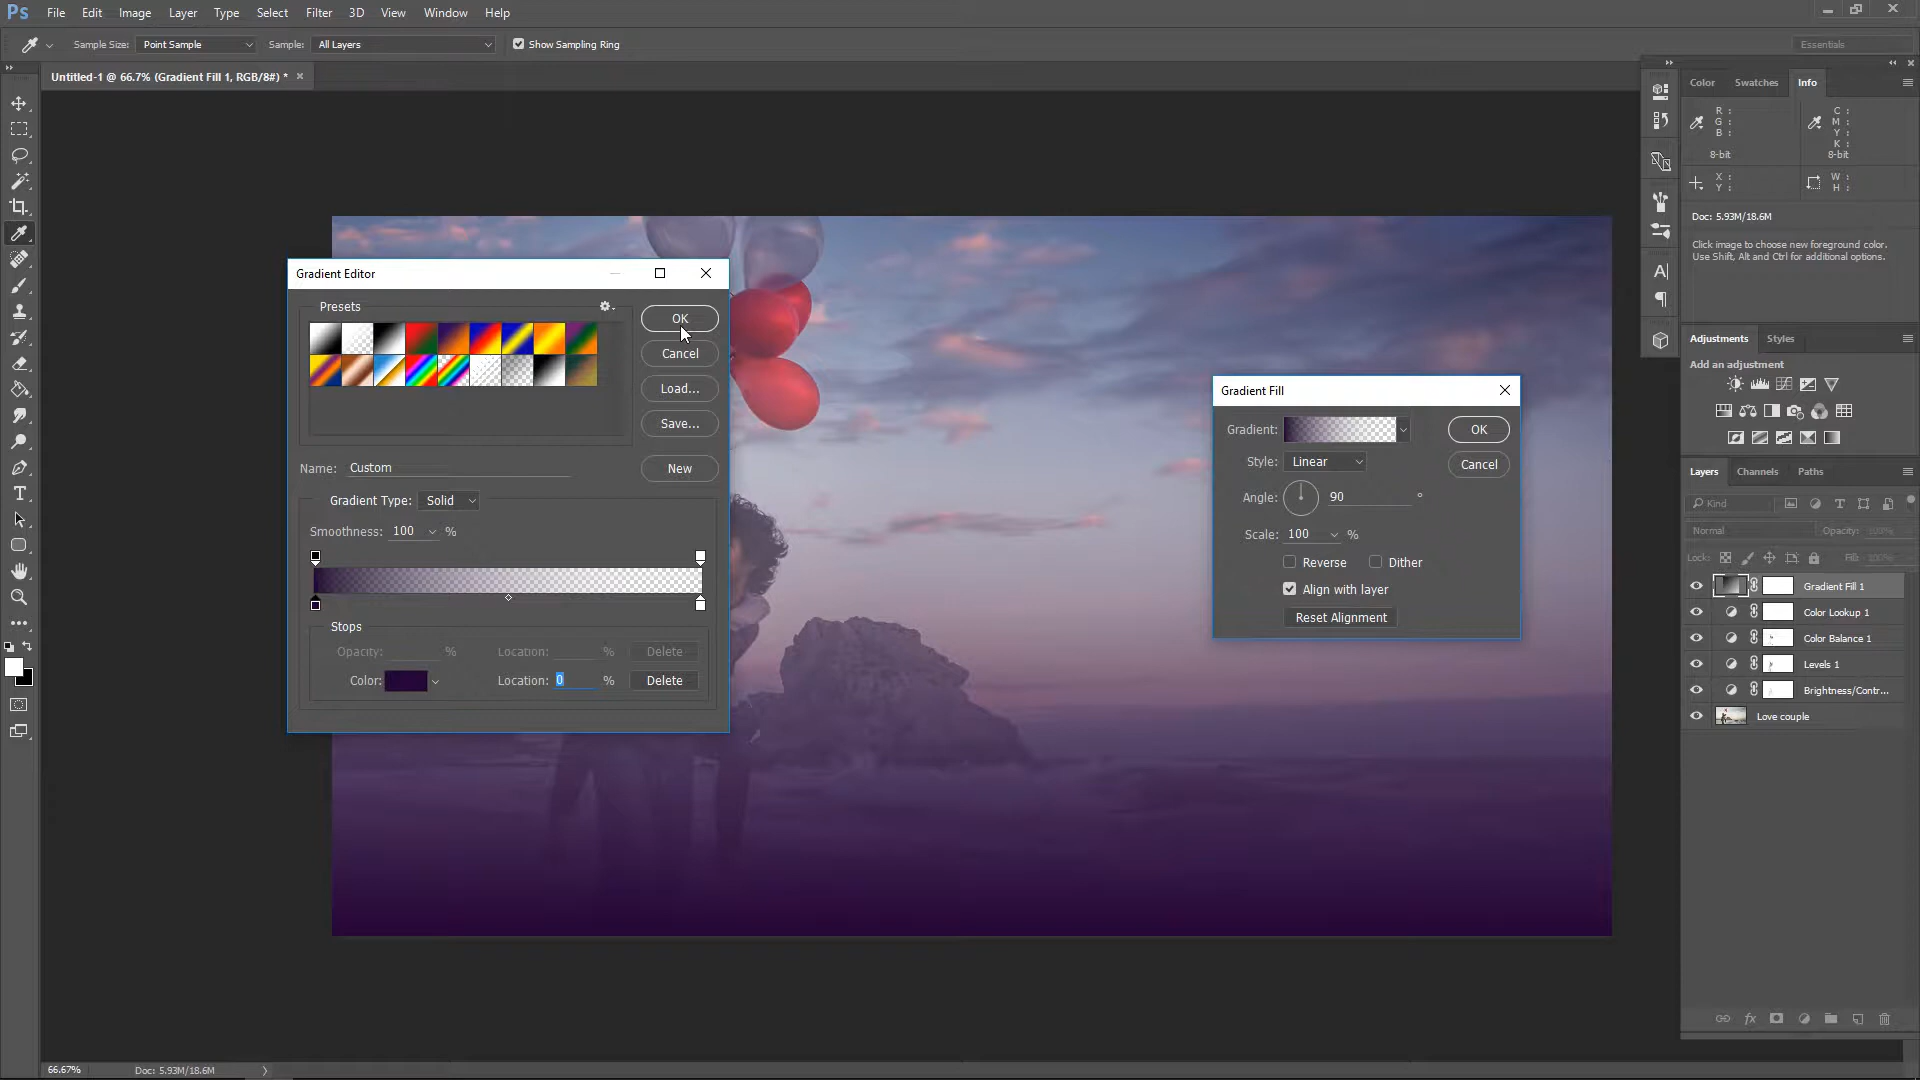 Ps File Edit Image Layer Type Select Filter 3D View Window Help
Sample Size: Point Sample Sample: All Layers Show Sampling Ring
Essentials
Untitled-1 @ 66.7% (Gradient Fill 1, RGB/8#) *
Color Swatches Info
R : C :
G : M :
B : Y :
K :
8-bit 8-bit
X : W :
Y : H :
Doc: 5.93M/18.6M
Click image to choose new foreground color.
Use Shift, Alt and Ctrl for additional options.
Gradient Editor
Presets
OK
Cancel
Load...
Save...
Name: Custom New
Gradient Type: Solid
Smoothness: 100 %
Stops
Opacity: % Location: % Delete
Color: Location: 0 % Delete
Gradient Fill
Gradient: OK
Style: Linear Cancel
Angle: 90 °
Scale: 100 %
Reverse Dither
Align with layer
Reset Alignment
Adjustments Styles
Add an adjustment
Layers Channels Paths
Kind
Normal Opacity: 100%
Lock: Fill: 100%
Gradient Fill 1
Color Lookup 1
Color Balance 1
Levels 1
Brightness/Contr...
Love couple
66.67% Doc: 5.93M/18.6M